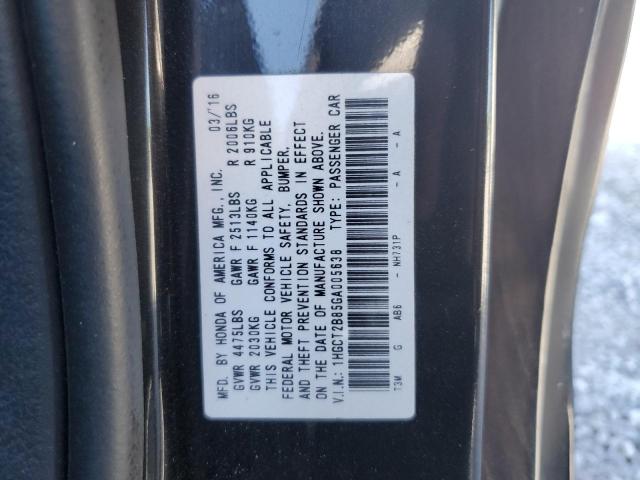 MFD. BY HONDA OF AMERICA MFG., INC. 03/'16
GVWR 4475LBS GAWR F 2513LBS R 2006LBS
GVWR 2030KG GAWR F 1140KG R 910KG
THIS VEHICLE CONFORMS TO ALL APPLICABLE
FEDERAL MOTOR VEHICLE SAFETY, BUMPER,
AND THEFT PREVENTION STANDARDS IN EFFECT
ON THE DATE OF MANUFACTURE SHOWN ABOVE.
V.I.N.: 1HGCT2B85GA005638 TYPE: PASSENGER CAR
T3M G AB6 - NH731P - A - A